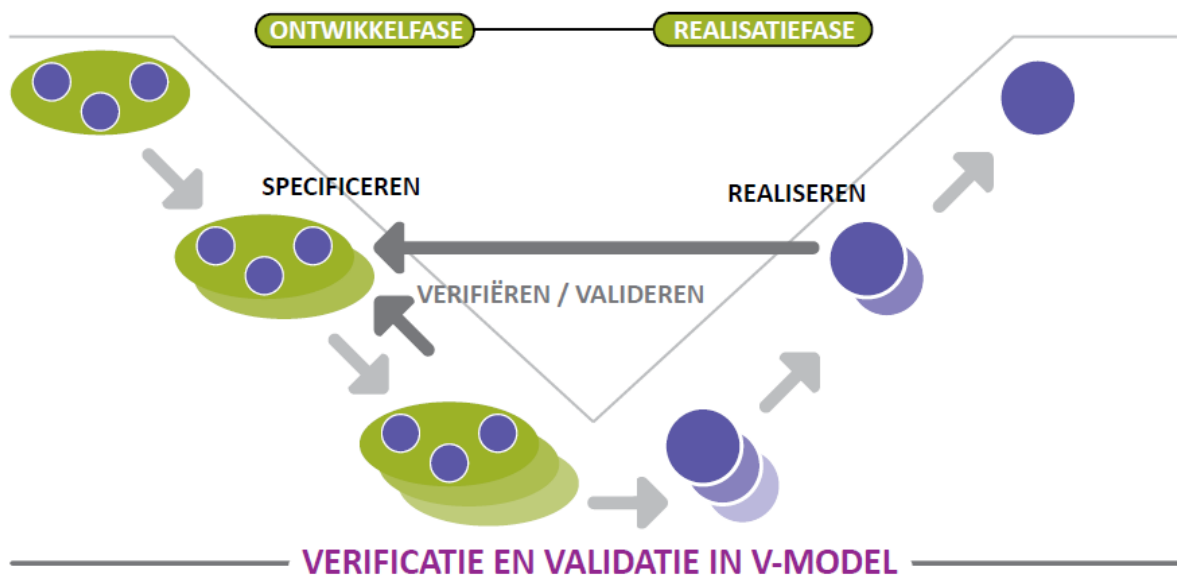 ONTWIKKELFASE
REALISATIEFASE
SPECIFICEREN
REALISEREN
VERIFIËREN / VALIDEREN
VERIFICATIE EN VALIDATIE IN V-MODEL